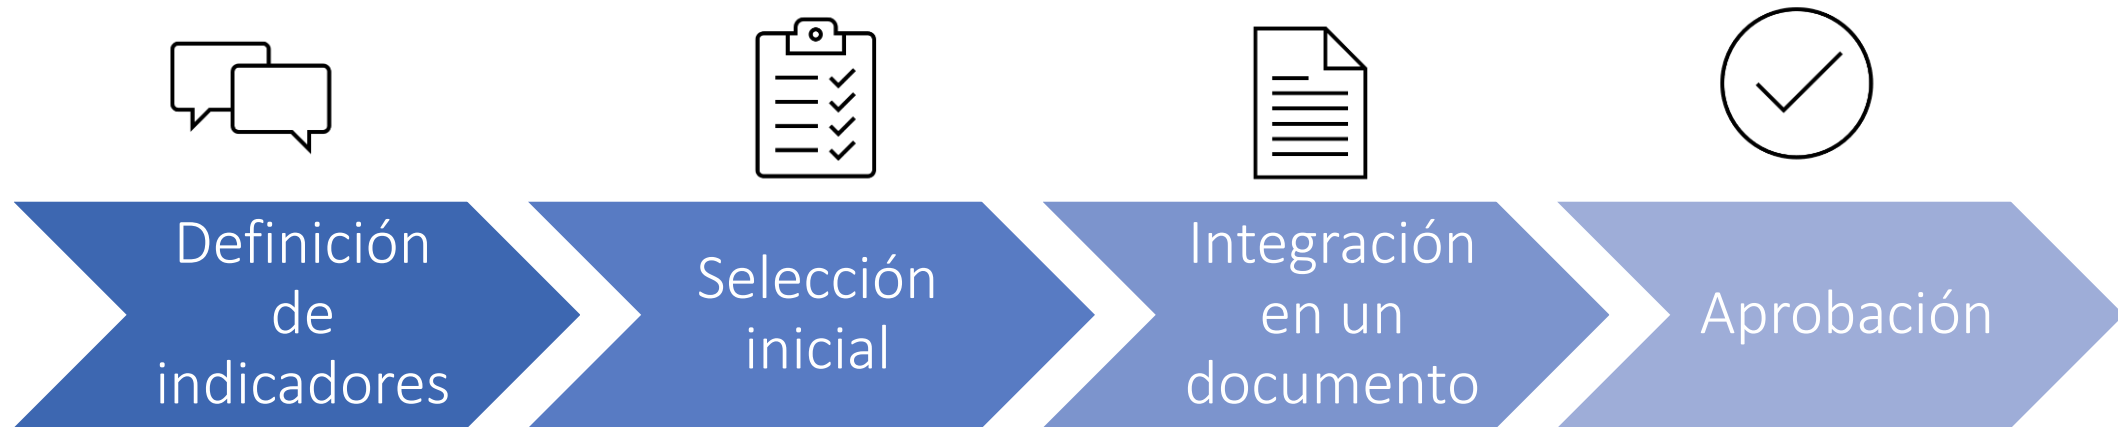 Definición
de
indicadores
Selección
inicial
Integración
en un
documento
Aprobación